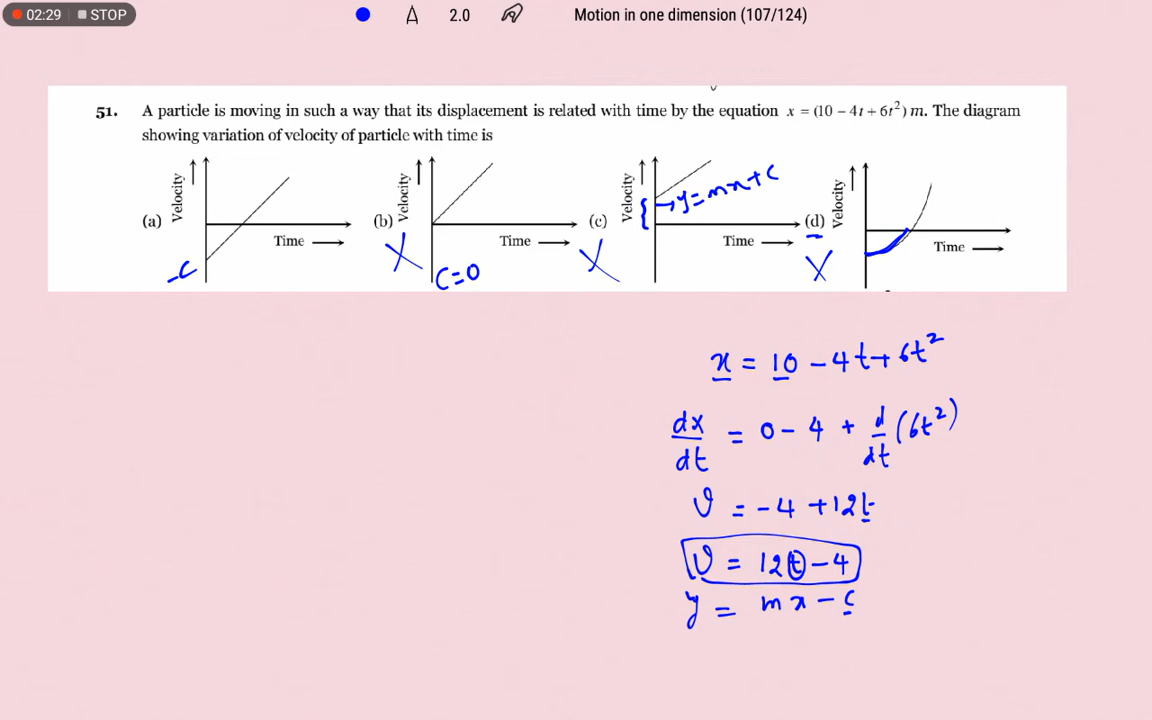 02:29 STOP
2.0
Motion in one dimension (107/124)
51. A particle is moving in such a way that its displacement is related with time by the equation x = (10 – 4t + 6t²) m. The diagram
showing variation of velocity of particle with time is
(a) Velocity Time -C
(b) Velocity Time X C=0
(c) Velocity Time X y=mx+c
(d) Velocity Time X
x = 10 - 4t + 6t²
dx/dt = 0 - 4 + d/dt (6t²)
v = -4 + 12t
v = 12t - 4
y = mx - c